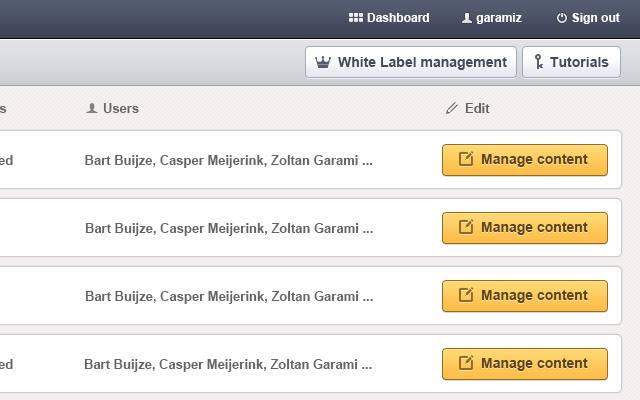 Dashboard garamiz Sign out
White Label management Tutorials
s Users Edit
ed Bart Buijze, Casper Meijerink, Zoltan Garami ... Manage content
Bart Buijze, Casper Meijerink, Zoltan Garami ... Manage content
Bart Buijze, Casper Meijerink, Zoltan Garami ... Manage content
ed Bart Buijze, Casper Meijerink, Zoltan Garami ... Manage content